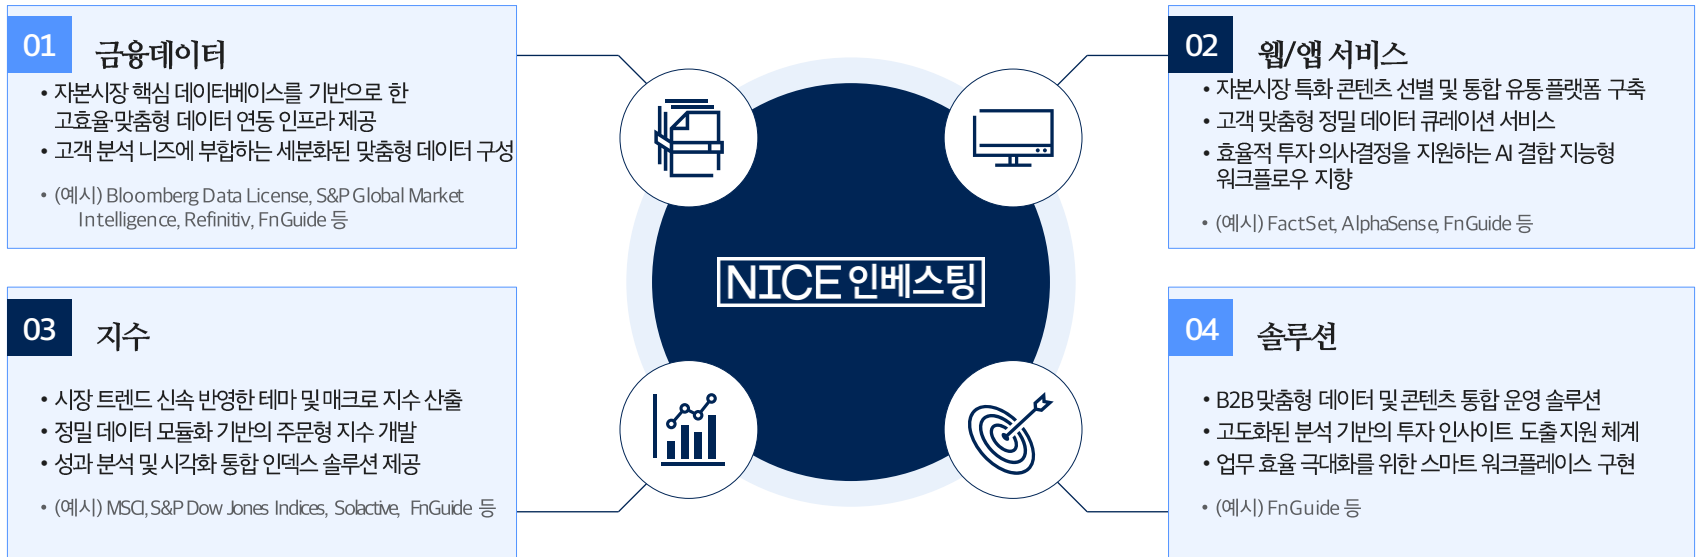 01
금융데이터
• 자본시장 핵심 데이터베이스를 기반으로 한
고효율·맞춤형 데이터 연동 인프라 제공
• 고객 분석 니즈에 부합하는 세분화된 맞춤형 데이터 구성
• (예시) Bloomberg Data License, S&P Global Market
Intelligence, Refinitiv, FnGuide 등
02
웹/앱 서비스
• 자본시장 특화 콘텐츠 선별 및 통합 유통 플랫폼 구축
• 고객 맞춤형 정밀 데이터 큐레이션 서비스
• 효율적 투자 의사결정을 지원하는 AI 결합 지능형
워크플로우 지향
• (예시) FactSet, AlphaSense, FnGuide 등
NICE 인베스팅
03
지수
• 시장 트렌드 신속 반영한 테마 및 매크로 지수 산출
• 정밀 데이터 모듈화 기반의 주문형 지수 개발
• 성과 분석 및 시각화 통합 인덱스 솔루션 제공
• (예시) MSCI, S&P Dow Jones Indices, Solactive, FnGuide 등
04
솔루션
• B2B 맞춤형 데이터 및 콘텐츠 통합 운영 솔루션
• 고도화된 분석 기반의 투자 인사이트 도출 지원 체계
• 업무 효율 극대화를 위한 스마트 워크플레이스 구현
• (예시) FnGuide 등